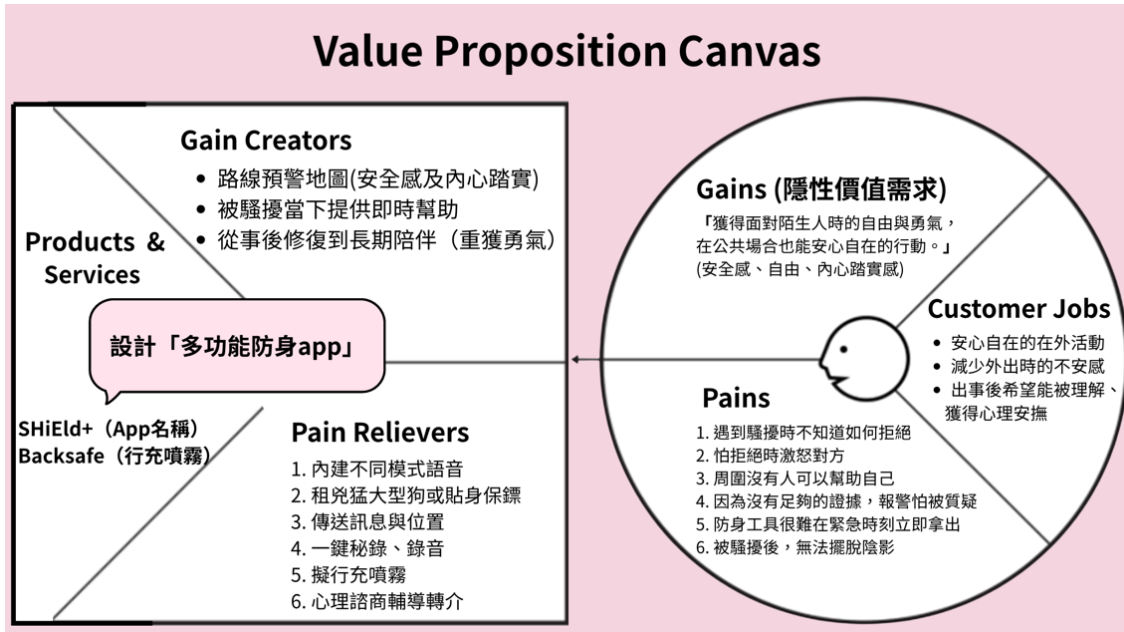 Value Proposition Canvas
Gain Creators
• 路線預警地圖(安全感及內心踏實)
• 被騷擾當下提供即時幫助
• 從事後修復到長期陪伴（重獲勇氣）
Products &
Services
設計「多功能防身app」
SHiEld+（App名稱）
Backsafe（行充噴霧）
Pain Relievers
1. 內建不同模式語音
2. 租兇猛大型狗或貼身保鏢
3. 傳送訊息與位置
4. 一鍵秘錄、錄音
5. 擬行充噴霧
6. 心理諮商輔導轉介
Gains (隱性價值需求)
「獲得面對陌生人時的自由與勇氣，
在公共場合也能安心自在的行動。」
(安全感、自由、內心踏實感)
Customer Jobs
• 安心自在的在外活動
• 減少外出時的不安感
• 出事後希望能被理解、
獲得心理安撫
Pains
1. 遇到騷擾時不知道如何拒絕
2. 怕拒絕時激怒對方
3. 周圍沒有人可以幫助自己
4. 因為沒有足夠的證據，報警怕被質疑
5. 防身工具很難在緊急時刻立即拿出
6. 被騷擾後，無法擺脫陰影